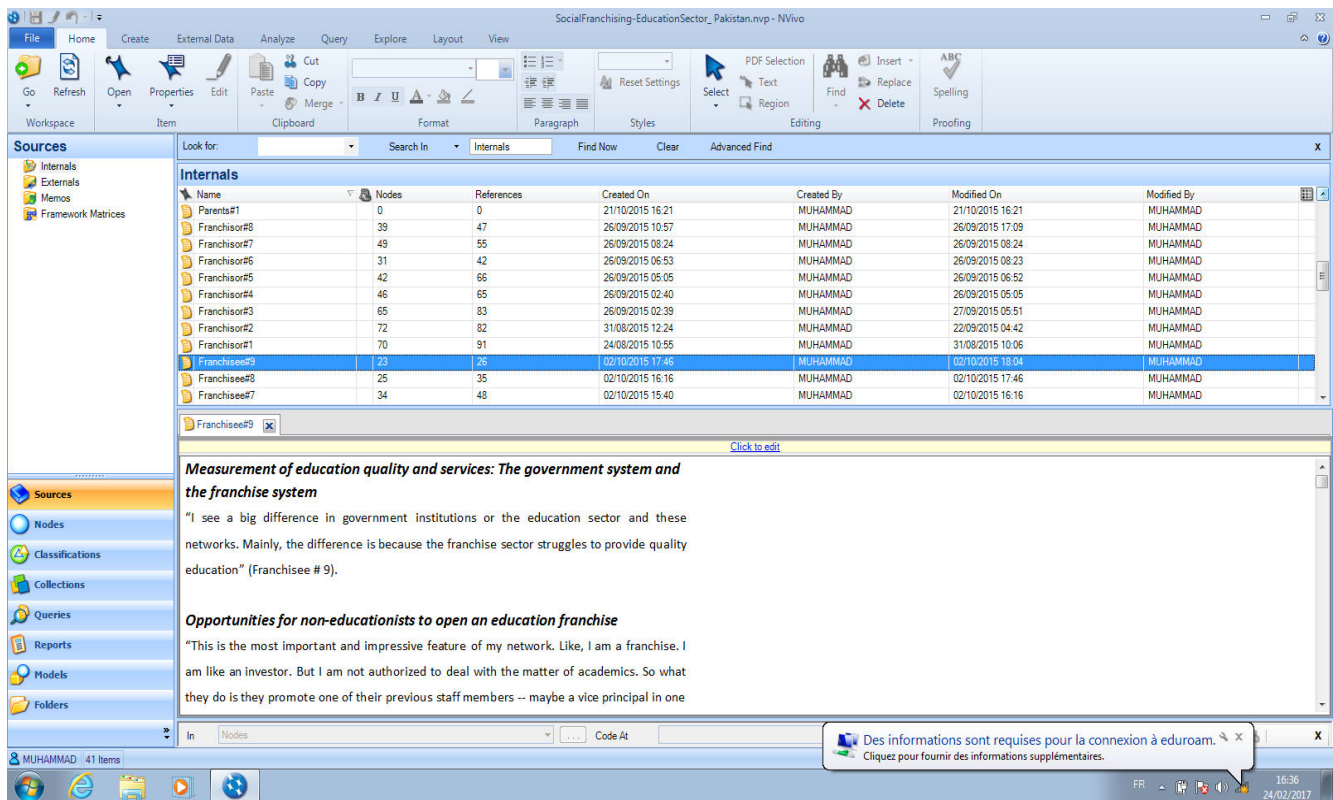 SocialFranchising-EducationSector_ Pakistan.nvp - NVivo
File Home Create External Data Analyze Query Explore Layout View
Go Refresh Open Properties Edit Paste Cut Copy Merge
B I U A
Reset Settings
Select PDF Selection Text Region Find Insert Replace Delete
ABC Spelling
Workspace Item Clipboard Format Paragraph Styles Editing Proofing
Sources
Internals
Externals
Memos
Framework Matrices
Look for: Search In Internals Find Now Clear Advanced Find X
Internals
Name Nodes References Created On Created By Modified On Modified By
Parents#1 0 0 21/10/2015 16:21 MUHAMMAD 21/10/2015 16:21 MUHAMMAD
Franchisor#8 39 47 26/09/2015 10:57 MUHAMMAD 26/09/2015 17:09 MUHAMMAD
Franchisor#7 49 55 26/09/2015 08:24 MUHAMMAD 26/09/2015 08:24 MUHAMMAD
Franchisor#6 31 42 26/09/2015 06:53 MUHAMMAD 26/09/2015 08:23 MUHAMMAD
Franchisor#5 42 66 26/09/2015 05:05 MUHAMMAD 26/09/2015 06:52 MUHAMMAD
Franchisor#4 46 65 26/09/2015 02:40 MUHAMMAD 26/09/2015 05:05 MUHAMMAD
Franchisor#3 65 83 26/09/2015 02:39 MUHAMMAD 27/09/2015 05:51 MUHAMMAD
Franchisor#2 72 82 31/08/2015 12:24 MUHAMMAD 22/09/2015 04:42 MUHAMMAD
Franchisor#1 70 91 24/08/2015 10:55 MUHAMMAD 31/08/2015 10:06 MUHAMMAD
Franchisee#9 23 26 02/10/2015 17:46 MUHAMMAD 02/10/2015 18:04 MUHAMMAD
Franchisee#8 25 35 02/10/2015 16:16 MUHAMMAD 02/10/2015 17:46 MUHAMMAD
Franchisee#7 34 48 02/10/2015 15:40 MUHAMMAD 02/10/2015 16:16 MUHAMMAD
Franchisee#9
Click to edit
Measurement of education quality and services: The government system and
the franchise system
“I see a big difference in government institutions or the education sector and these
networks. Mainly, the difference is because the franchise sector struggles to provide quality
education” (Franchisee # 9).
Opportunities for non-educationists to open an education franchise
“This is the most important and impressive feature of my network. Like, I am a franchise. I
am like an investor. But I am not authorized to deal with the matter of academics. So what
they do is they promote one of their previous staff members -- maybe a vice principal in one
Sources
Nodes
Classifications
Collections
Queries
Reports
Models
Folders
In Nodes ... Code At X
Des informations sont requises pour la connexion à eduroam.
Cliquez pour fournir des informations supplémentaires.
MUHAMMAD 41 Items
FR 16:36
24/02/2017